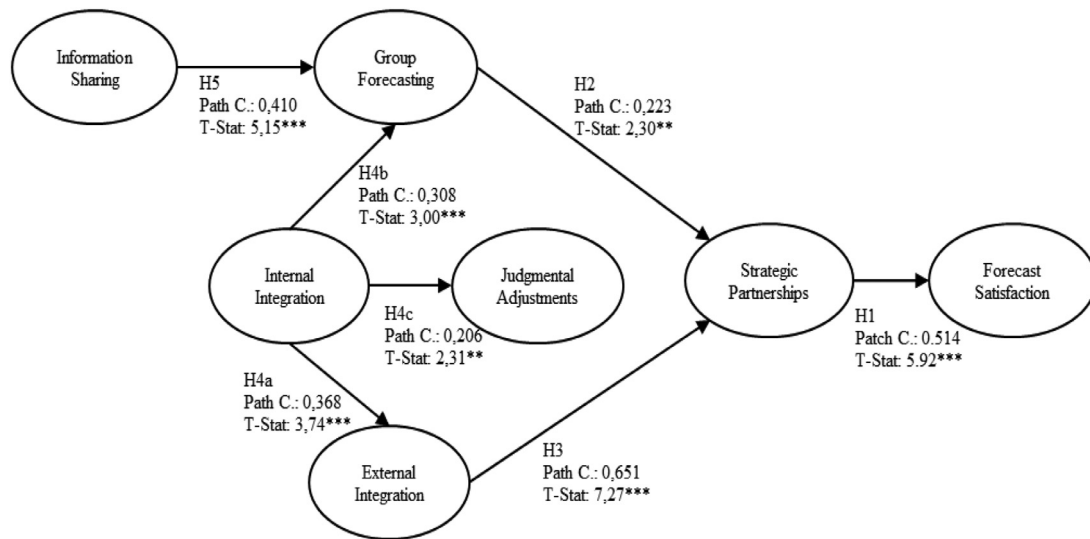 Information
Sharing
Group
Forecasting
H5
Path C.: 0,410
T-Stat: 5,15***
H2
Path C.: 0,223
T-Stat: 2,30**
H4b
Path C.: 0,308
T-Stat: 3,00***
Internal
Integration
Judgmental
Adjustments
Strategic
Partnerships
Forecast
Satisfaction
H4c
Path C.: 0,206
T-Stat: 2,31**
H1
Patch C.: 0.514
T-Stat: 5.92***
H4a
Path C.: 0,368
T-Stat: 3,74***
External
Integration
H3
Path C.: 0,651
T-Stat: 7,27***